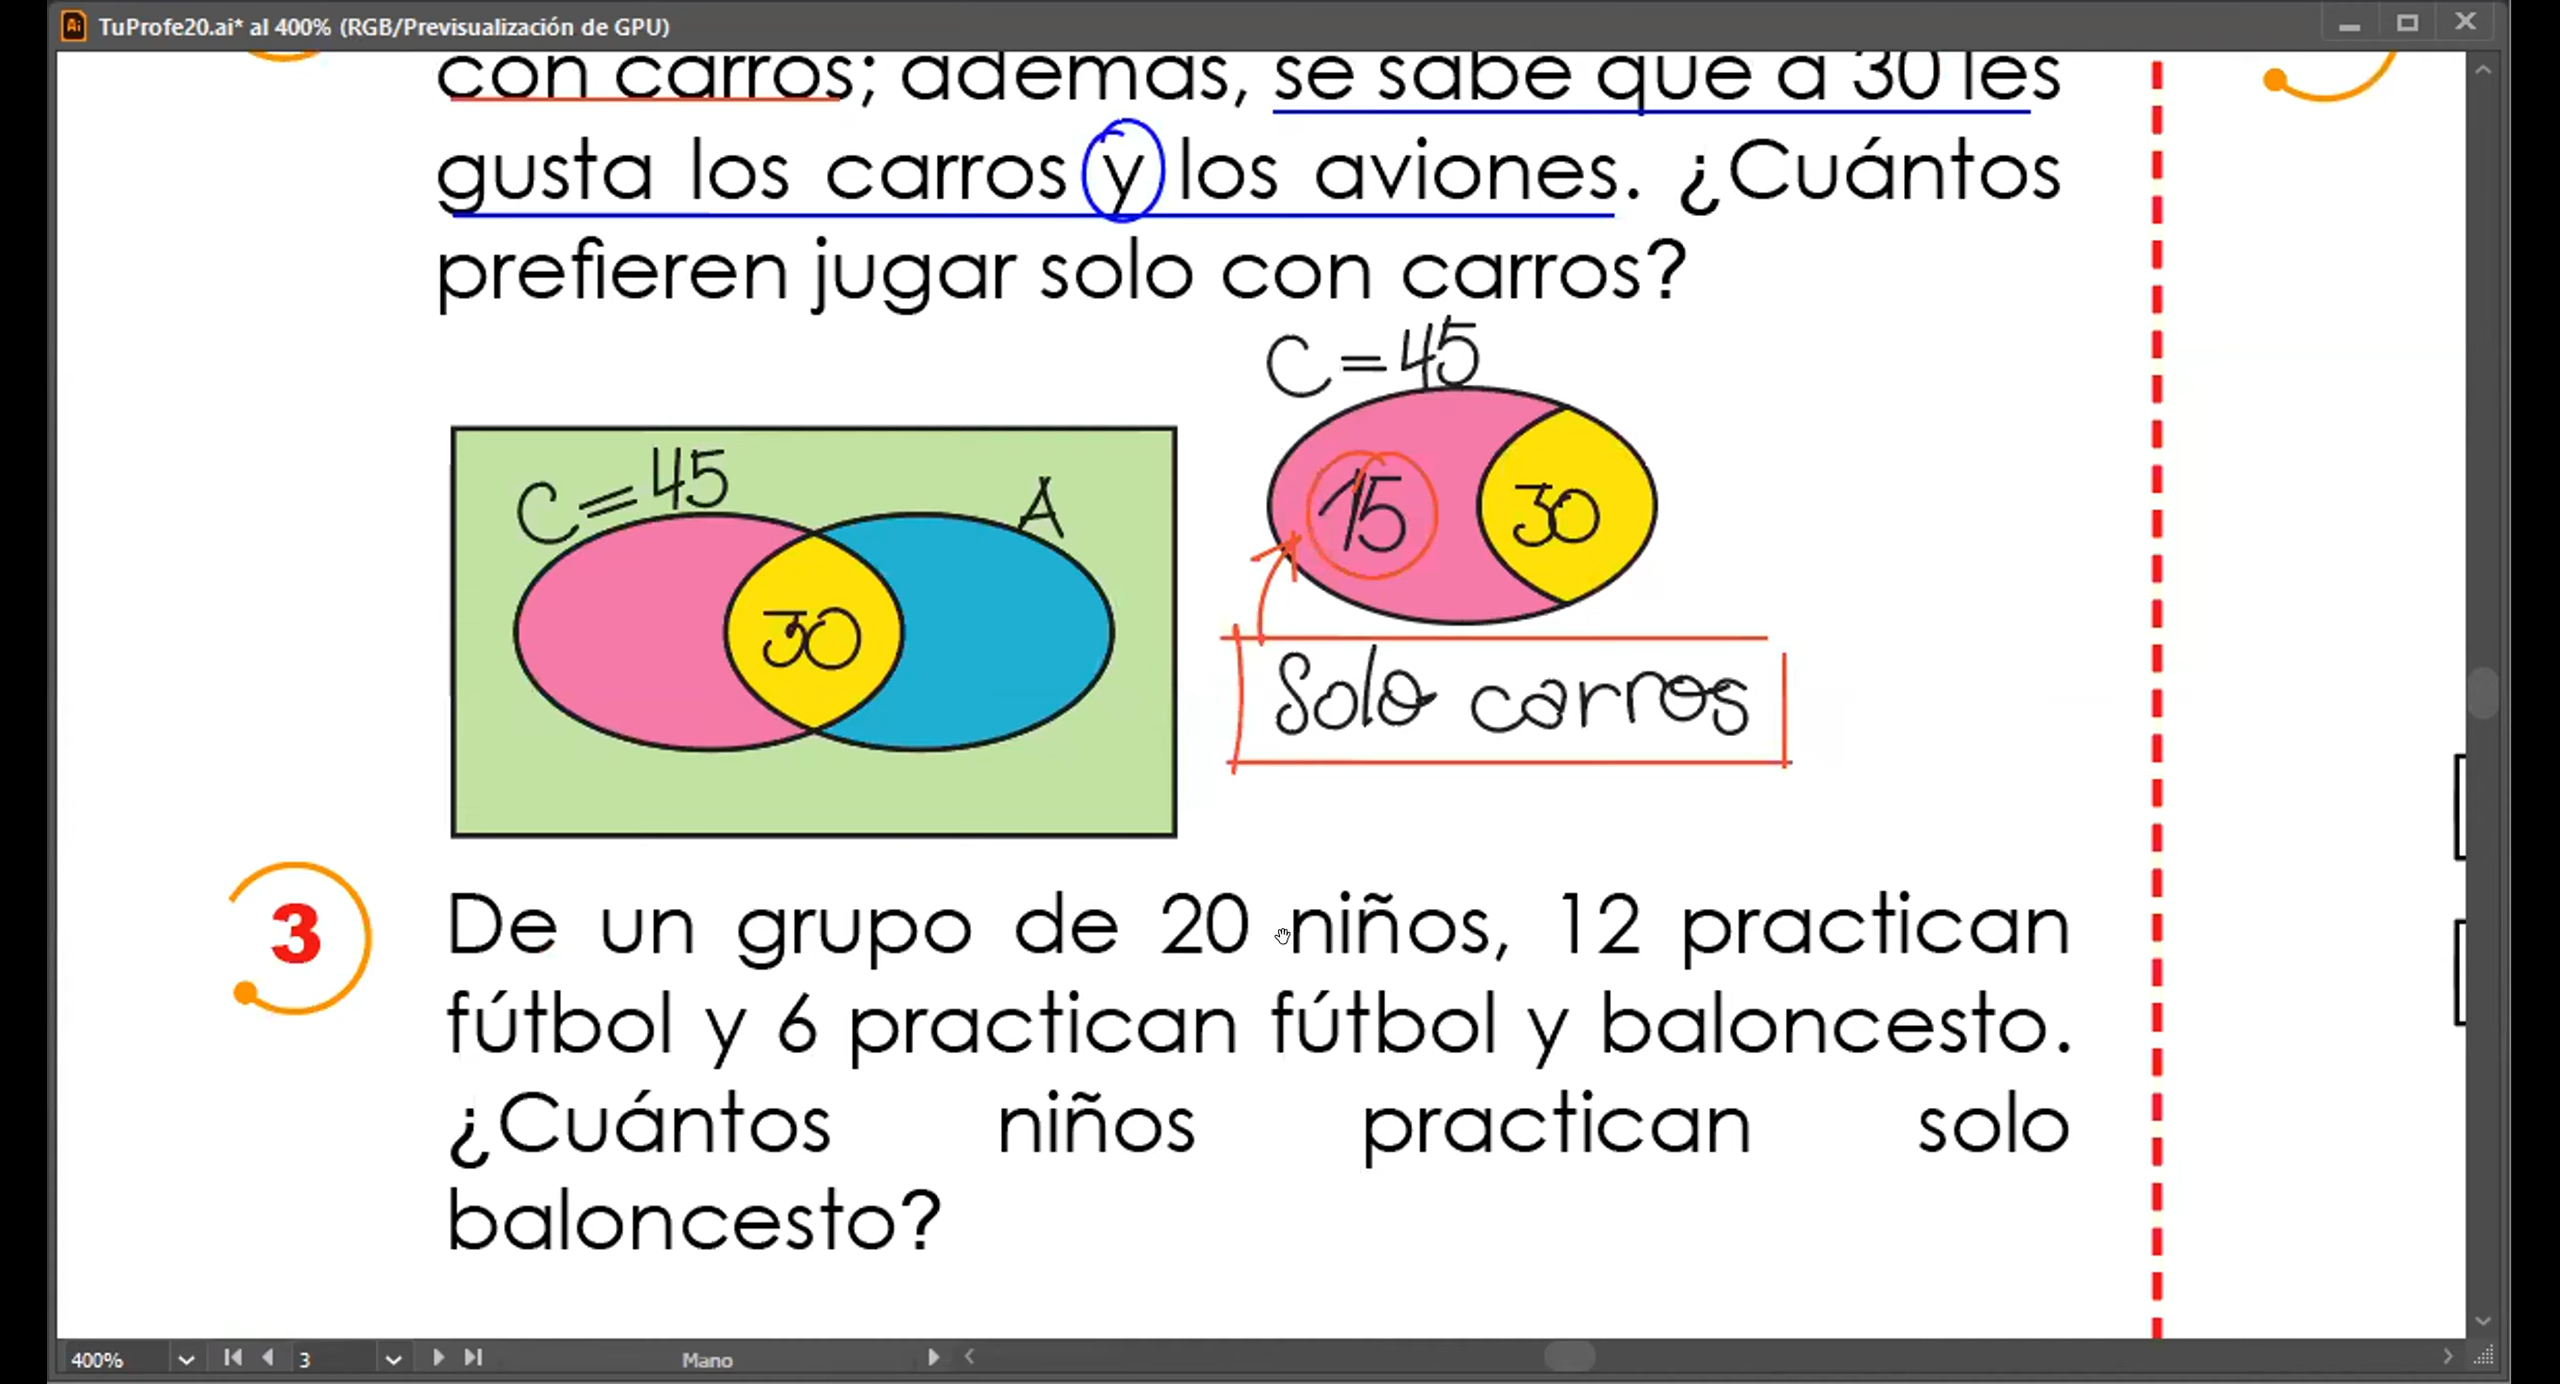 TuProfe20.ai* al 400% (RGB/Previsualización de GPU)
con carros; además, se sabe que a 30 les
gusta los carros y los aviones. ¿Cuántos
prefieren jugar solo con carros?
C=45
15
30
C=45
A
30
Solo carros
3
De un grupo de 20 niños, 12 practican
fútbol y 6 practican fútbol y baloncesto.
¿Cuántos niños practican solo
baloncesto?
400%
3
Mano